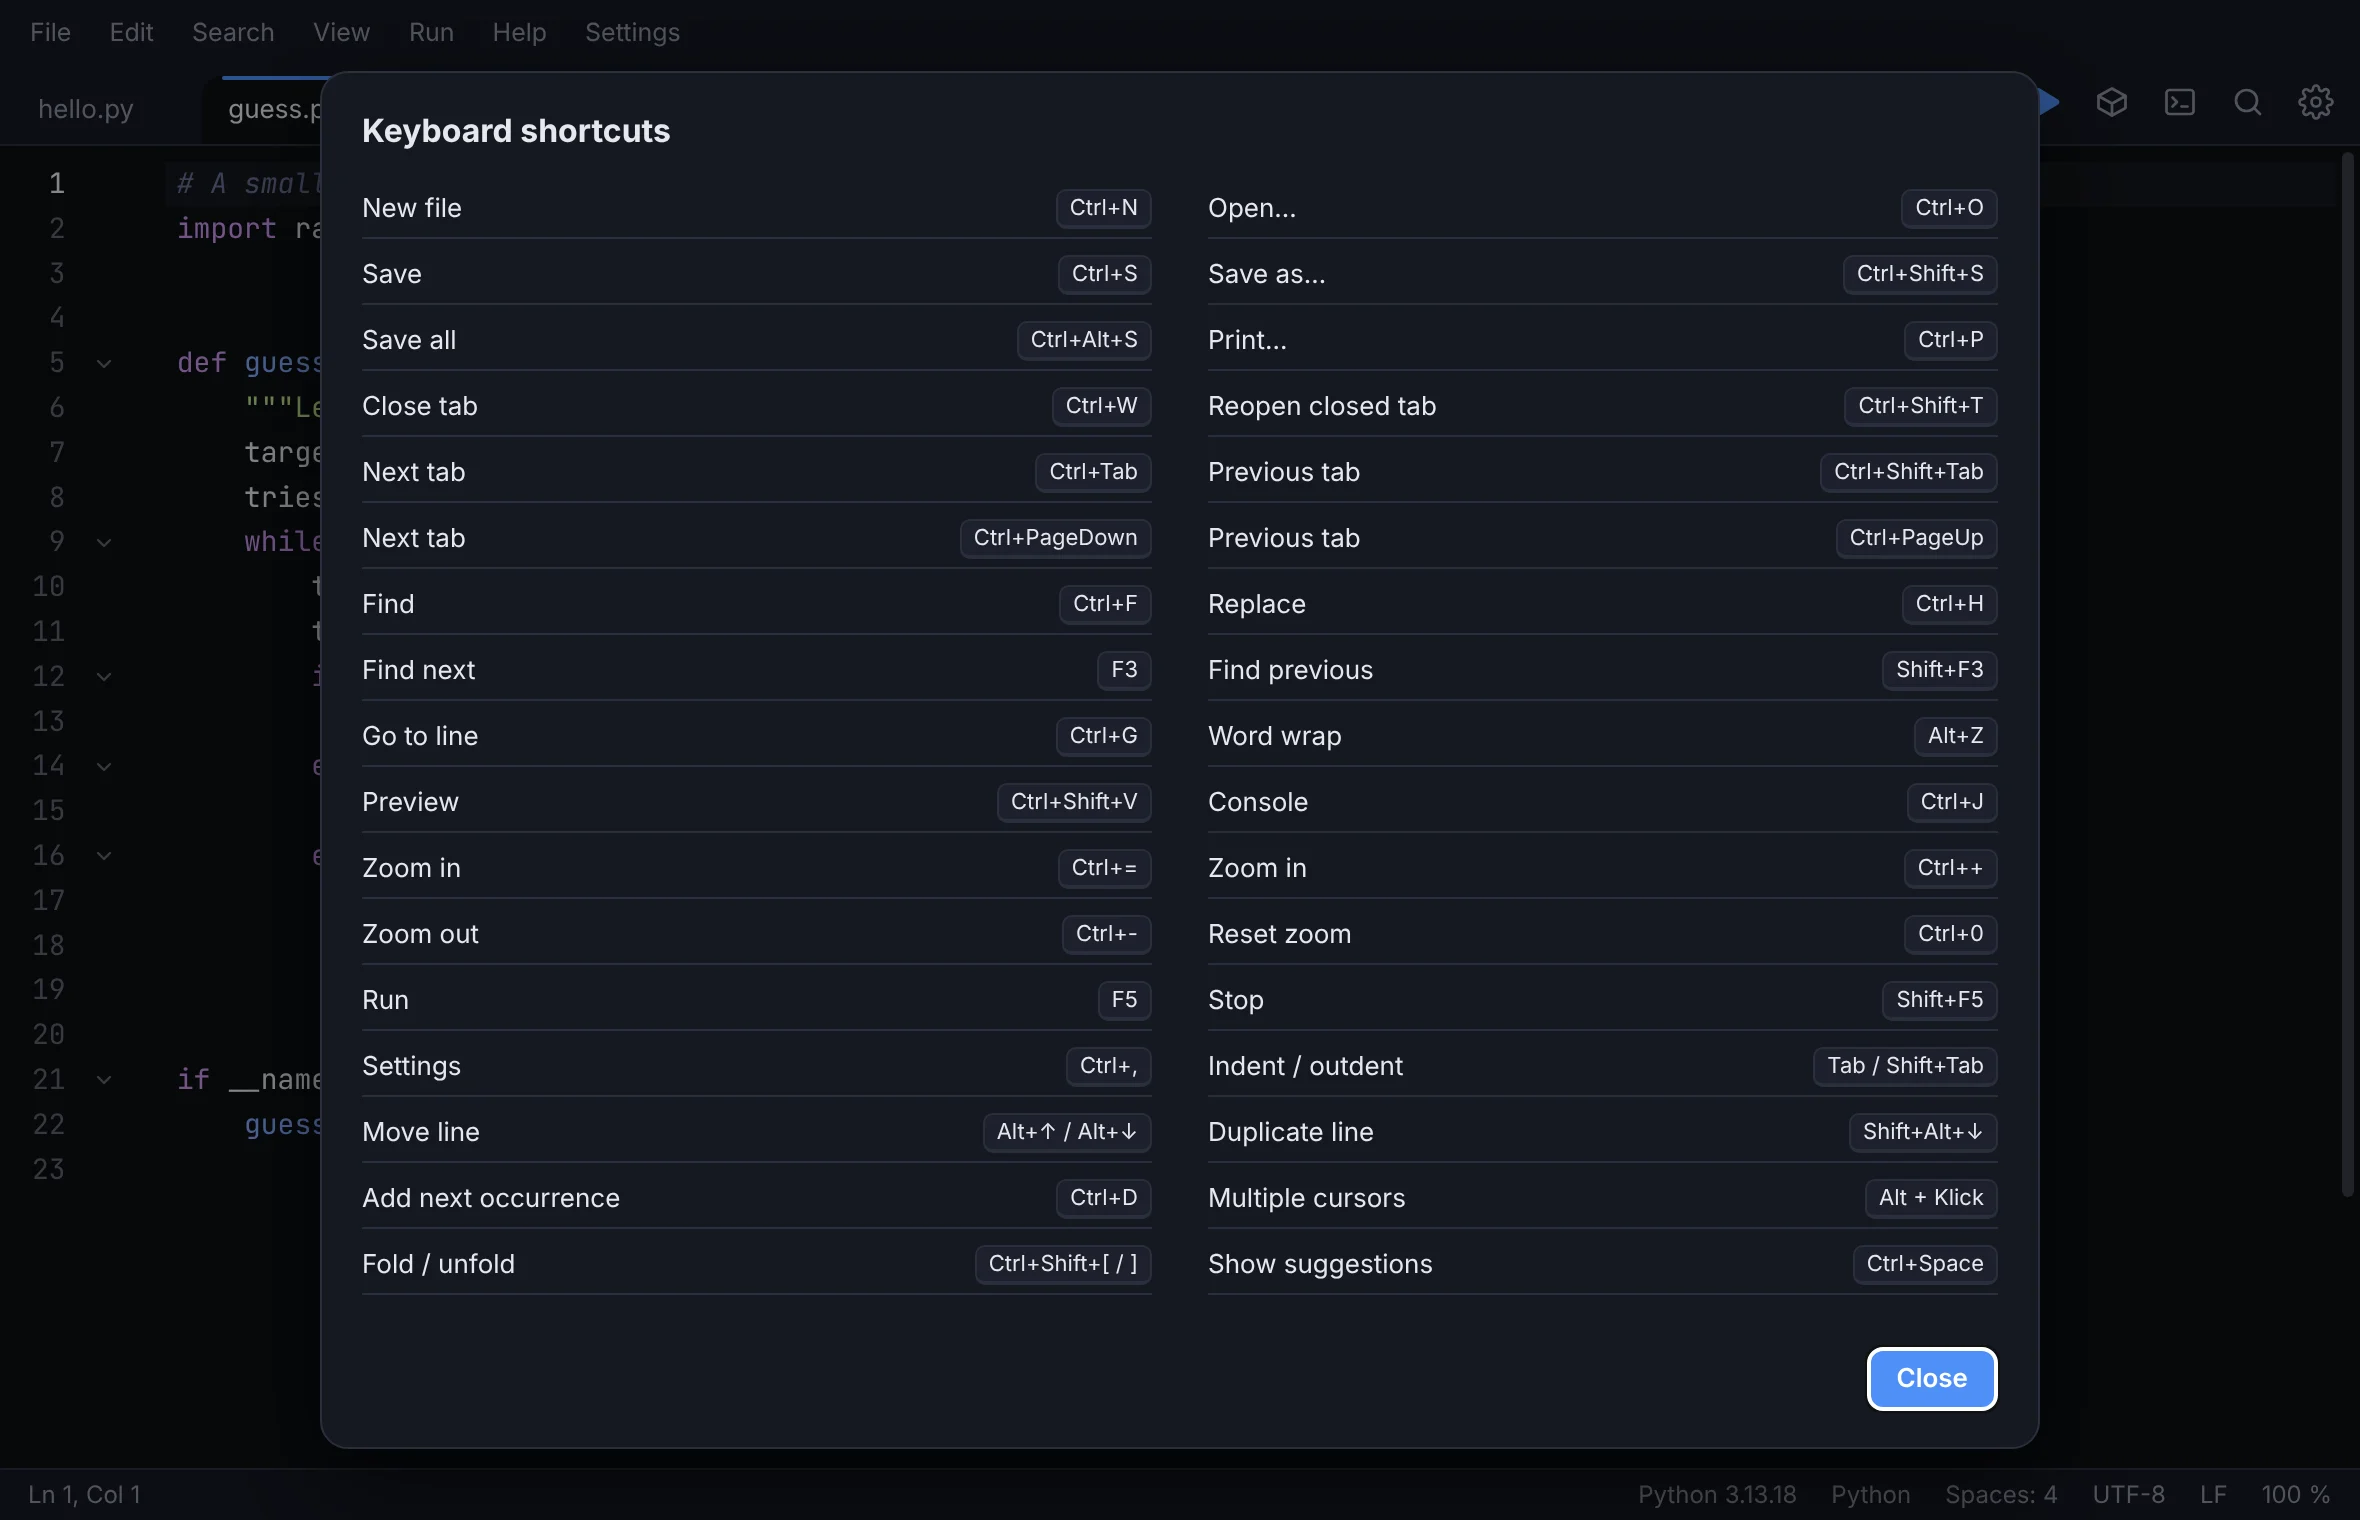 File Edit Search View Run Help Settings
hello.py guess.p
Keyboard shortcuts
New file Ctrl+N Open... Ctrl+O
Save Ctrl+S Save as... Ctrl+Shift+S
Save all Ctrl+Alt+S Print... Ctrl+P
Close tab Ctrl+W Reopen closed tab Ctrl+Shift+T
Next tab Ctrl+Tab Previous tab Ctrl+Shift+Tab
Next tab Ctrl+PageDown Previous tab Ctrl+PageUp
Find Ctrl+F Replace Ctrl+H
Find next F3 Find previous Shift+F3
Go to line Ctrl+G Word wrap Alt+Z
Preview Ctrl+Shift+V Console Ctrl+J
Zoom in Ctrl+= Zoom in Ctrl++
Zoom out Ctrl+- Reset zoom Ctrl+0
Run F5 Stop Shift+F5
Settings Ctrl+, Indent / outdent Tab / Shift+Tab
Move line Alt+↑ / Alt+↓ Duplicate line Shift+Alt+↓
Add next occurrence Ctrl+D Multiple cursors Alt + Klick
Fold / unfold Ctrl+Shift+[ / ] Show suggestions Ctrl+Space
Close
1 # A small
2 import ra
3
4
5 def guess
6 """Le
7 targe
8 tries
9 while
10 t
11 t
12 i
13
14 e
15
16 e
17
18
19
20
21 if __name
22 guess
23
Ln 1, Col 1 Python 3.13.18 Python Spaces: 4 UTF-8 LF 100 %